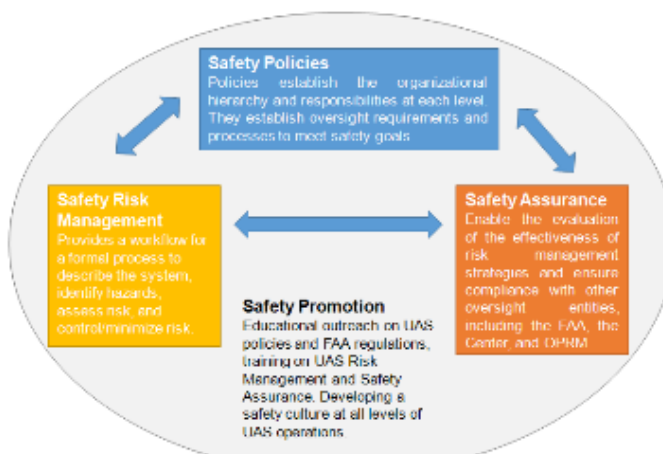 Safety Policies
Policies establish the organizational
hierarchy and responsibilities at each level.
They establish oversight requirements and
processes to meet safety goals
Safety Risk
Management
Provides a workflow for
a formal process to
describe the system,
identify hazards,
assess risk, and
control/minimize risk.
Safety Assurance
Enable the evaluation
of the effectiveness of
risk management
strategies and ensure
compliance with other
oversight entities,
including the FAA, the
Center, and OPRM
Safety Promotion
Educational outreach on UAS
policies and FAA regulations,
training on UAS Risk
Management and Safety
Assurance. Developing a
safety culture at all levels of
UAS operations